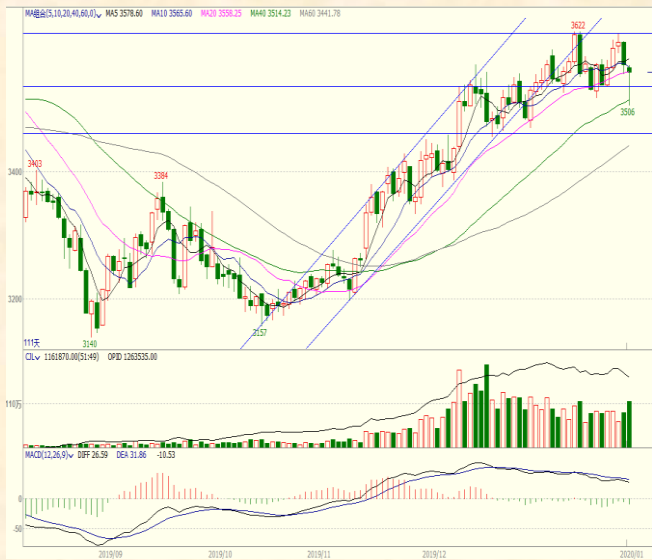 MA组合(5,10,20,40,60,0) MA5 3578.60 MA10 3565.60 MA20 3558.25 MA40 3514.23 MA60 3441.78
3622
3506
3403
3384
3400
3200
3157
3140
111天
CJL 1161870.00(51:49) OPID 1263535.00
110万
MACD(12,26,9) DIFF 26.59 DEA 31.86 -10.53
0
-50
2019/09 2019/10 2019/11 2019/12 2020/01